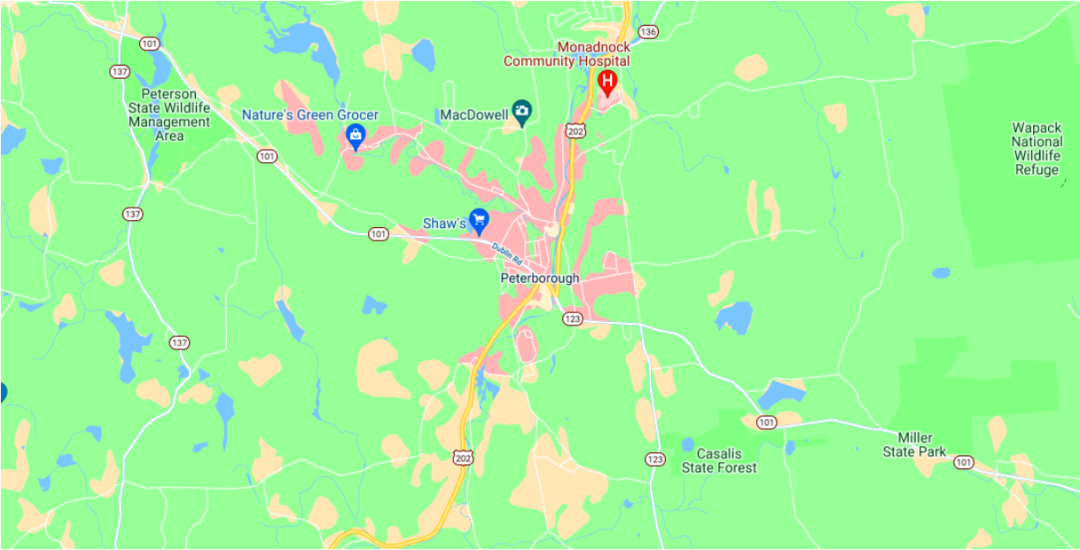 136
101
Monadnock
Community Hospital
137
Peterson
State Wildlife
Management
Area
Nature's Green Grocer
MacDowell
202
Wapack
National
Wildlife
Refuge
101
137
Shaw's
101
Dublin Rd
Peterborough
123
137
101
Miller
State Park
Casalis
State Forest
202
123
101